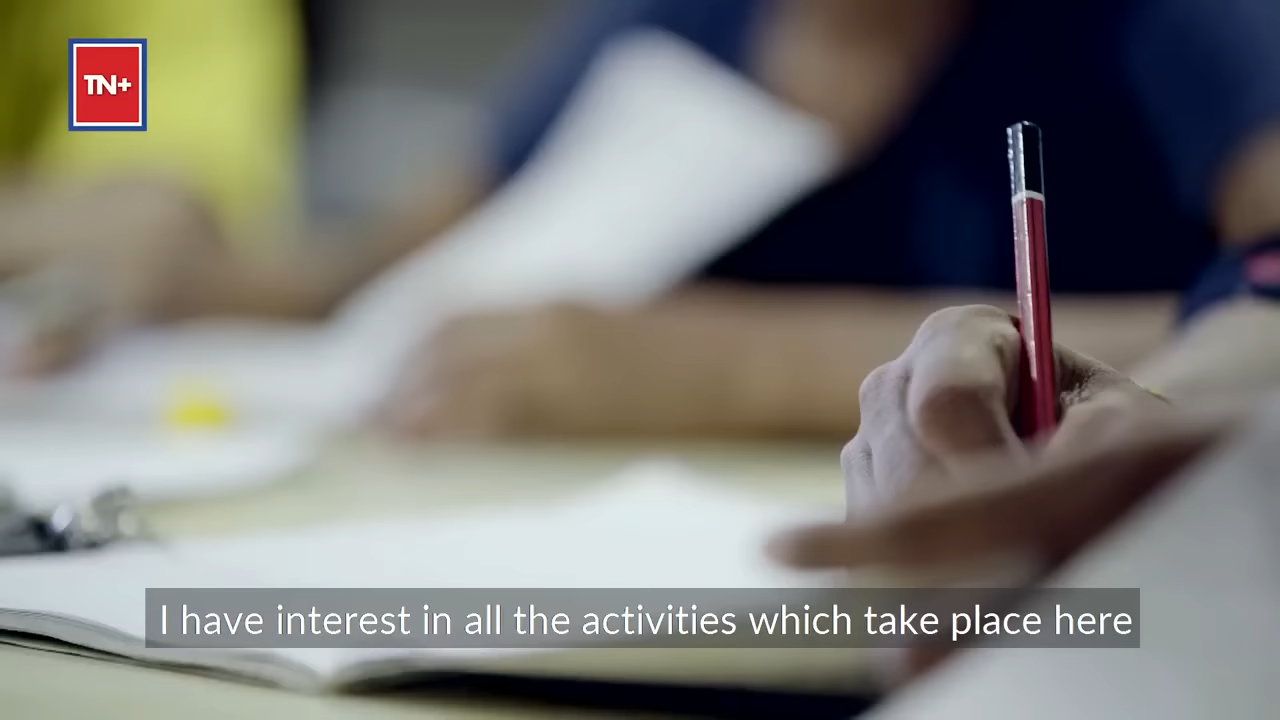 TN+
I have interest in all the activities which take place here